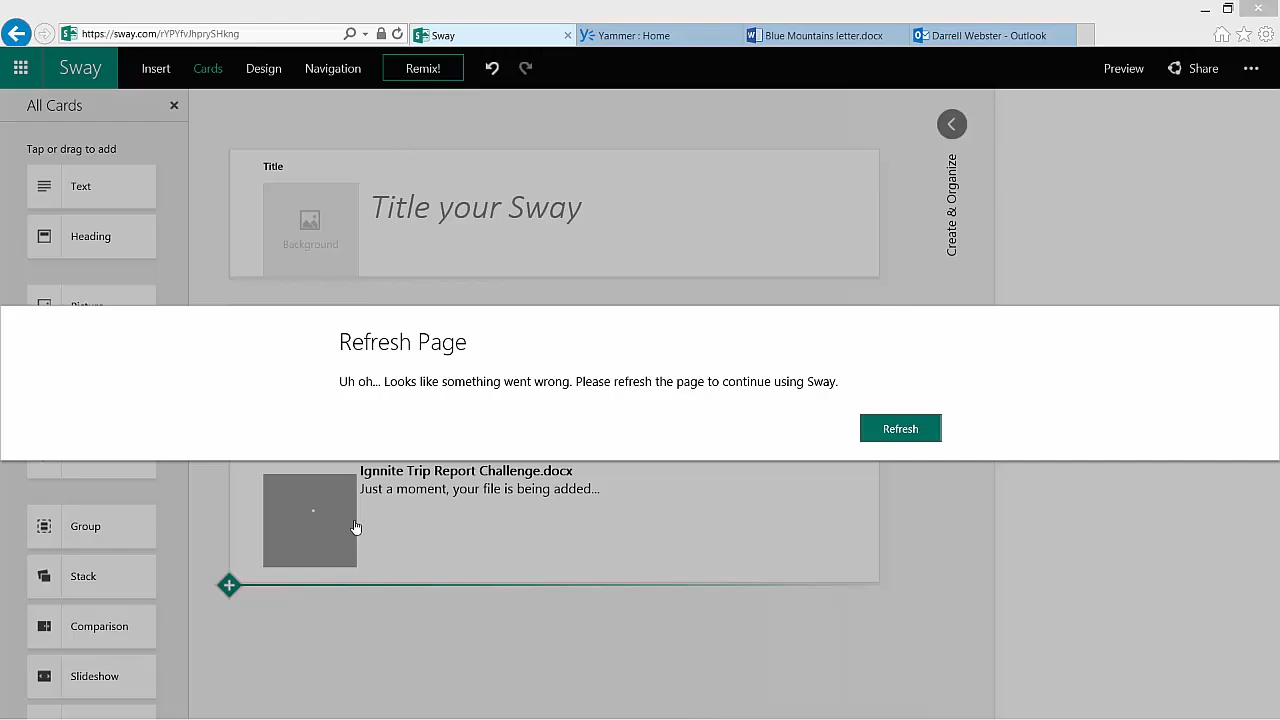 https://sway.com/rYPYfvJhprySHkng
Sway
Yammer : Home
Blue Mountains letter.docx
Darrell Webster - Outlook
Sway
Insert
Cards
Design
Navigation
Remix!
Preview
Share
All Cards
Tap or drag to add
Text
Heading
Picture
Title
Background
Title your Sway
Create & Organize
Refresh Page
Uh oh... Looks like something went wrong. Please refresh the page to continue using Sway.
Refresh
Ignnite Trip Report Challenge.docx
Just a moment, your file is being added...
Group
Stack
Comparison
Slideshow